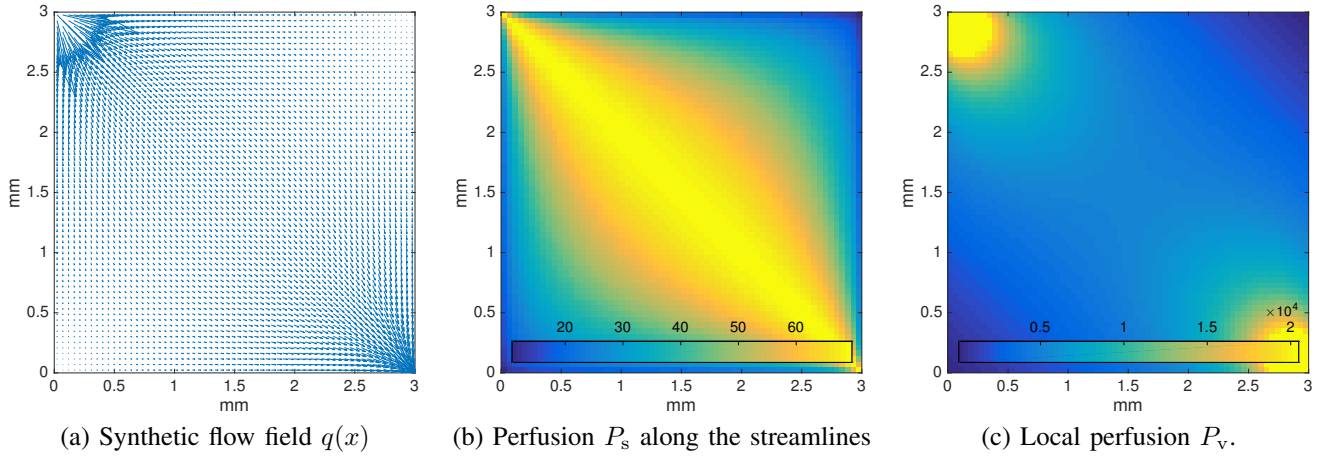 3
2.5
2
1.5
1
0.5
0
mm
0 0.5 1 1.5 2 2.5 3
mm
(a) Synthetic flow field q(x)
3
2.5
2
1.5
1
0.5
0
mm
20 30 40 50 60
0 0.5 1 1.5 2 2.5 3
mm
(b) Perfusion Pₛ along the streamlines
3
2.5
2
1.5
1
0.5
0
mm
×10⁴
0.5 1 1.5 2
0 0.5 1 1.5 2 2.5 3
mm
(c) Local perfusion Pᵥ.